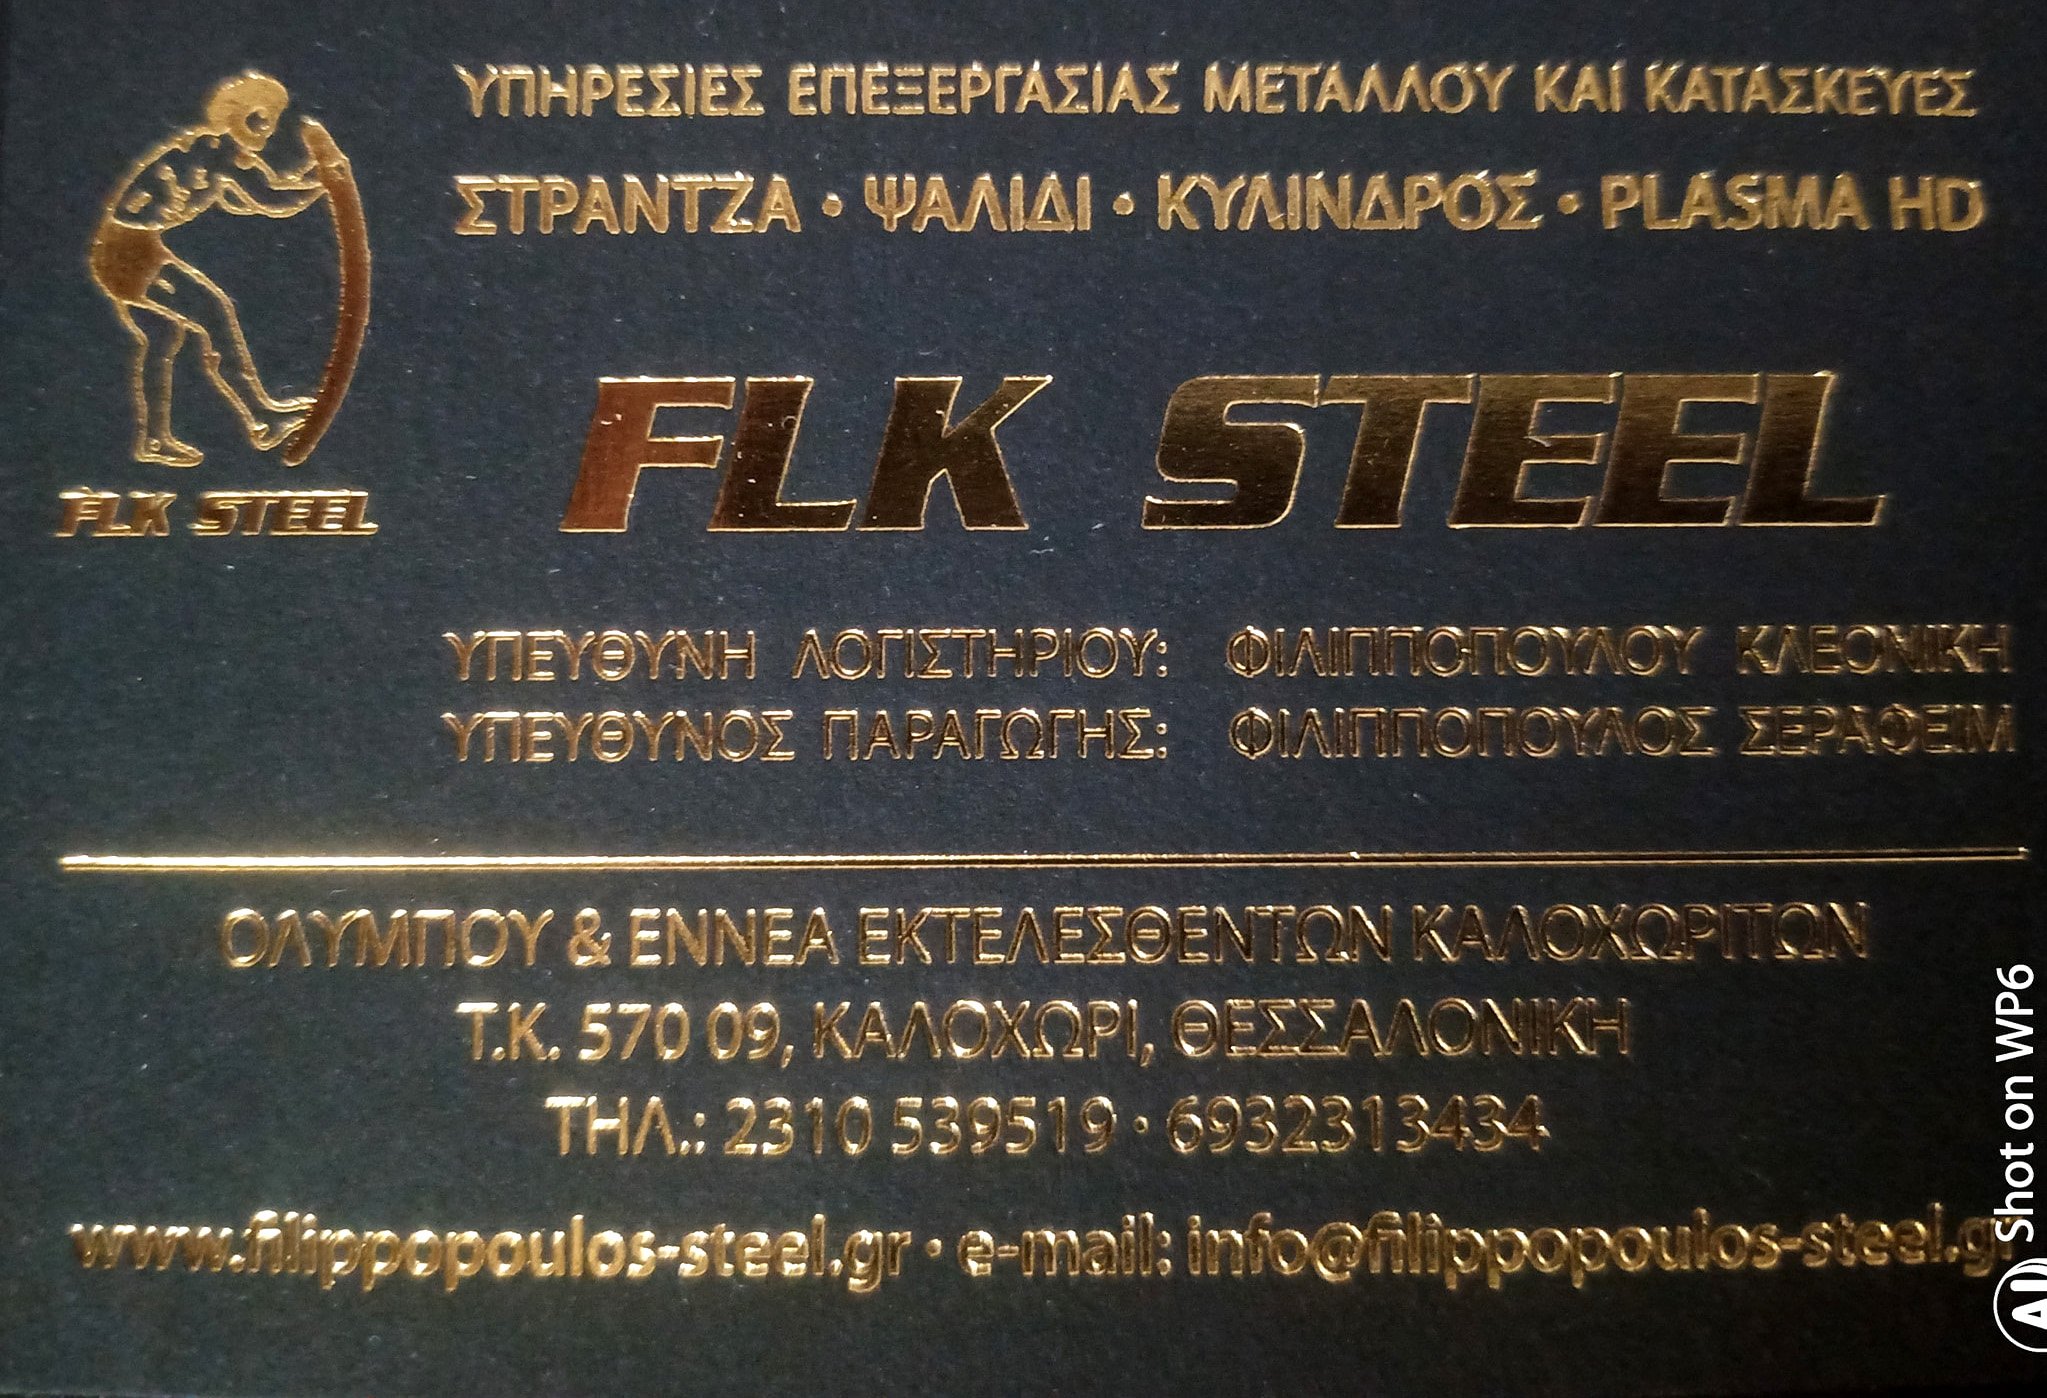 ΥΠΗΡΕΣΙΕΣ ΕΠΕΞΕΡΓΑΣΙΑΣ ΜΕΤΑΛΛΟΥ ΚΑΙ ΚΑΤΑΣΚΕΥΕΣ
ΣΤΡΑΝΤΖΑ • ΨΑΛΙΔΙ • ΚΥΛΙΝΔΡΟΣ • PLASMA HD
FLK STEEL
FLK STEEL
ΥΠΕΥΘΥΝΗ ΛΟΓΙΣΤΗΡΙΟΥ: ΦΙΛΙΠΠΟΠΟΥΛΟΥ ΚΛΕΟΝΙΚΗ
ΥΠΕΥΘΥΝΟΣ ΠΑΡΑΓΩΓΗΣ: ΦΙΛΙΠΠΟΠΟΥΛΟΣ ΣΕΡΑΦΕΙΜ
ΟΛΥΜΠΟΥ & ΕΝΝΕΑ ΕΚΤΕΛΕΣΘΕΝΤΩΝ ΚΑΛΟΧΩΡΙΤΩΝ
Τ.Κ. 570 09, ΚΑΛΟΧΩΡΙ, ΘΕΣΣΑΛΟΝΙΚΗ
ΤΗΛ.: 2310 539519 • 6932313434
www.filippopoulos-steel.gr • e-mail: info@filippopoulos-steel.gr
Shot on WP6
AI